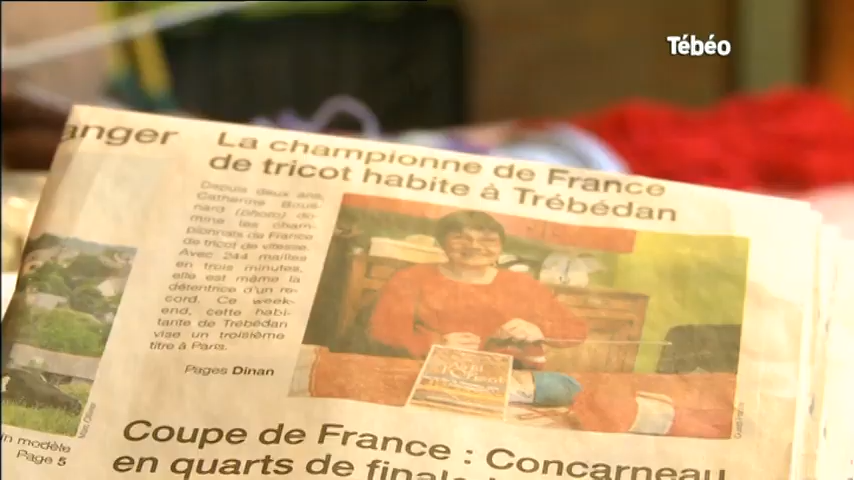 Tébéo
anger
La championne de France
de tricot habite à Trébédan
Depuis deux ans,
Catherine Bous-
nard (photo) do-
mine les cham-
pionnats de France
de tricot de vitesse.
Avec 244 mailles
en trois minutes,
elle est même la
détentrice d'un re-
cord. Ce week-
end, cette habi-
tante de Trébédan
vise un troisième
titre à Paris.
Pages Dinan
n modèle
Page 5
Coupe de France : Concarneau
en quarts de finale